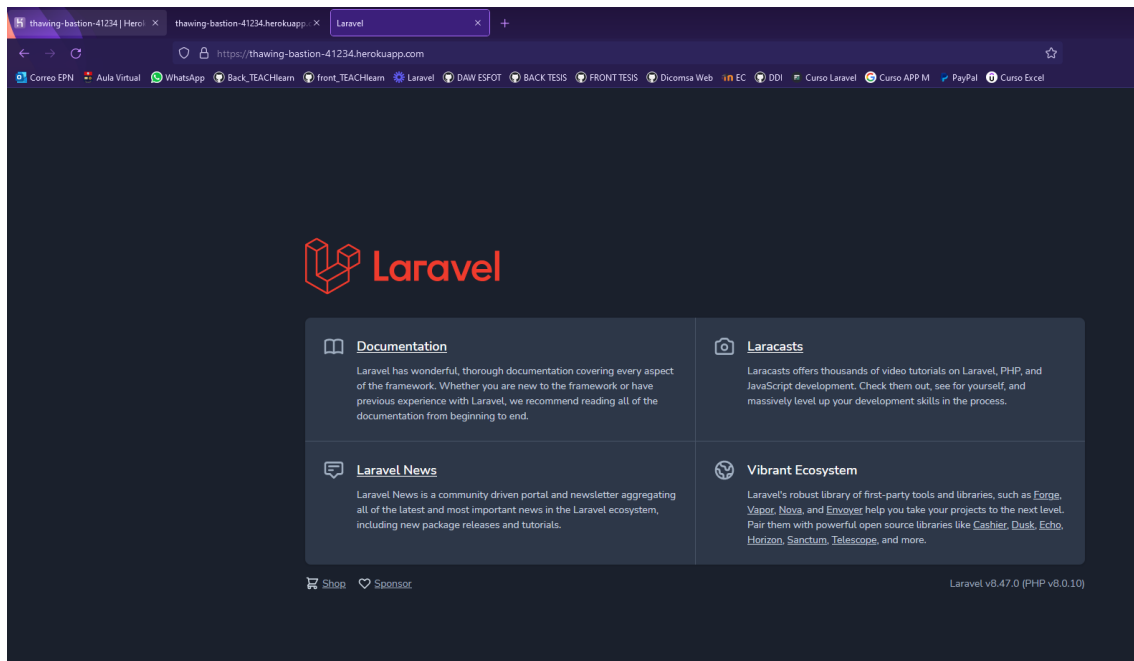 thawing-bastion-41234 | Herok
thawing-bastion-41234.herokuapp.c
Laravel
https://thawing-bastion-41234.herokuapp.com
Correo EPN Aula Virtual WhatsApp Back_TEACHlearn front_TEACHlearn Laravel DAW ESFOT BACK TESIS FRONT TESIS Dicomsa Web EC DDI Curso Laravel Curso APP M PayPal Curso Excel
Laravel
Documentation
Laravel has wonderful, thorough documentation covering every aspect
of the framework. Whether you are new to the framework or have
previous experience with Laravel, we recommend reading all of the
documentation from beginning to end.
Laracasts
Laracasts offers thousands of video tutorials on Laravel, PHP, and
JavaScript development. Check them out, see for yourself, and
massively level up your development skills in the process.
Laravel News
Laravel News is a community driven portal and newsletter aggregating
all of the latest and most important news in the Laravel ecosystem,
including new package releases and tutorials.
Vibrant Ecosystem
Laravel's robust library of first-party tools and libraries, such as Forge,
Vapor, Nova, and Envoyer help you take your projects to the next level.
Pair them with powerful open source libraries like Cashier, Dusk, Echo,
Horizon, Sanctum, Telescope, and more.
Shop Sponsor
Laravel v8.47.0 (PHP v8.0.10)